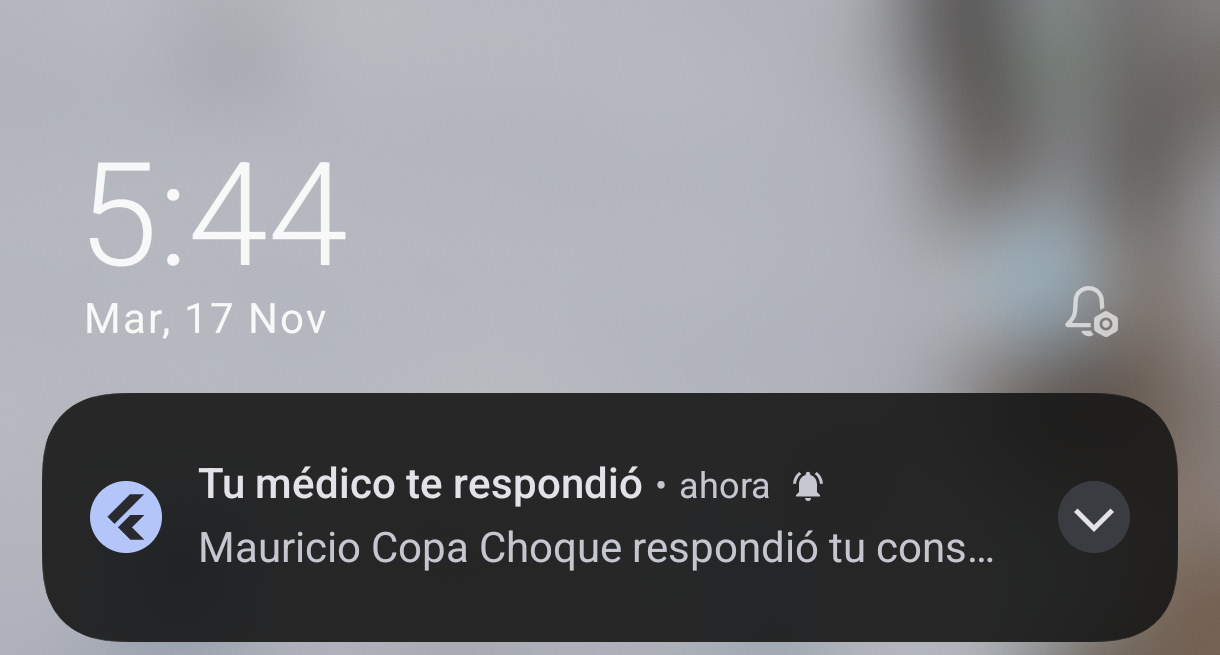 5:44
Mar, 17 Nov
Tu médico te respondió • ahora
Mauricio Copa Choque respondió tu cons...